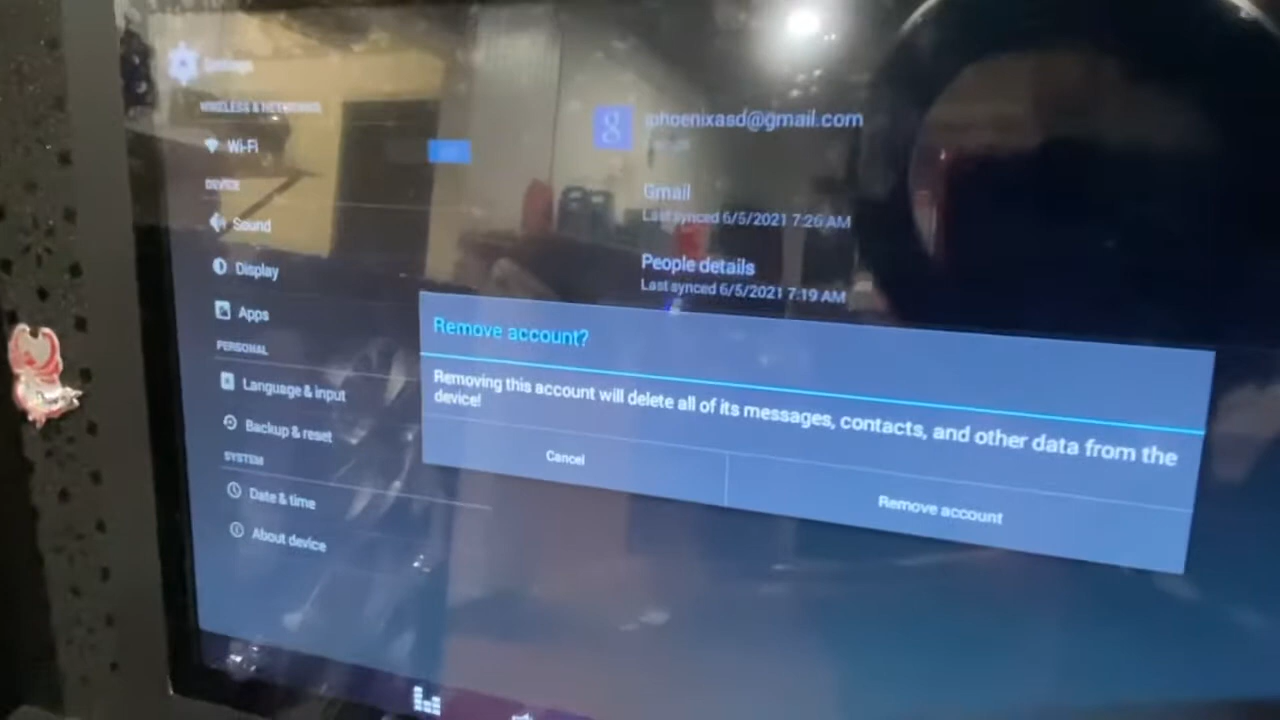 Settings
WIRELESS & NETWORKS
Wi-Fi
DEVICE
Sound
Display
Apps
PERSONAL
Language & input
Backup & reset
SYSTEM
Date & time
About device
g
Gmail
Last synced 6/5/2021 7:26 AM
People details
Last synced 6/5/2021 7:19 AM
Remove account?
Removing this account will delete all of its messages, contacts, and other data from the
device!
Cancel
Remove account